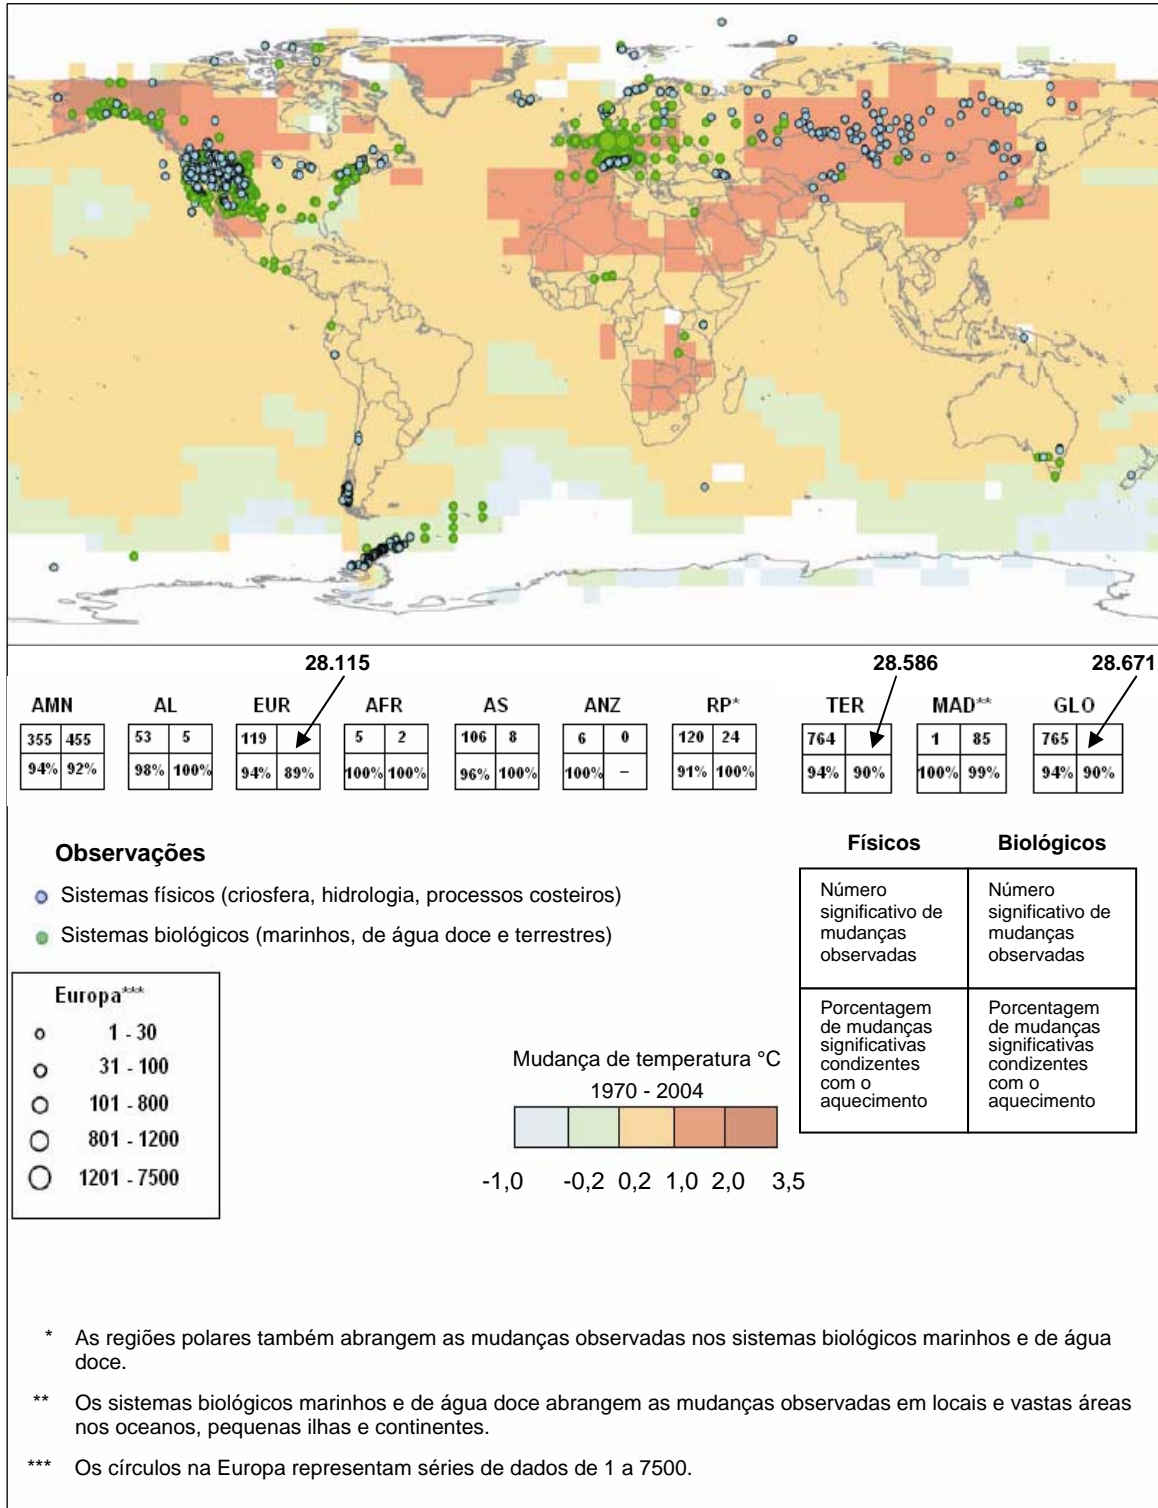 28.115 28.586 28.671
AMN AL EUR AFR AS ANZ RP* TER MAD** GLO
355 455 53 5 119 5 2 106 8 6 0 120 24 764 1 85 765
94% 92% 98% 100% 94% 89% 100% 100% 96% 100% 100% – 91% 100% 94% 90% 100% 99% 94% 90%
Observações
Sistemas físicos (criosfera, hidrologia, processos costeiros)
Sistemas biológicos (marinhos, de água doce e terrestres)
Europa***
1 - 30
31 - 100
101 - 800
801 - 1200
1201 - 7500
Mudança de temperatura °C
1970 - 2004
-1,0 -0,2 0,2 1,0 2,0 3,5
Físicos Biológicos
Número
significativo de
mudanças
observadas
Número
significativo de
mudanças
observadas
Porcentagem
de mudanças
significativas
condizentes
com o
aquecimento
Porcentagem
de mudanças
significativas
condizentes
com o
aquecimento
* As regiões polares também abrangem as mudanças observadas nos sistemas biológicos marinhos e de água
doce.
** Os sistemas biológicos marinhos e de água doce abrangem as mudanças observadas em locais e vastas áreas
nos oceanos, pequenas ilhas e continentes.
*** Os círculos na Europa representam séries de dados de 1 a 7500.